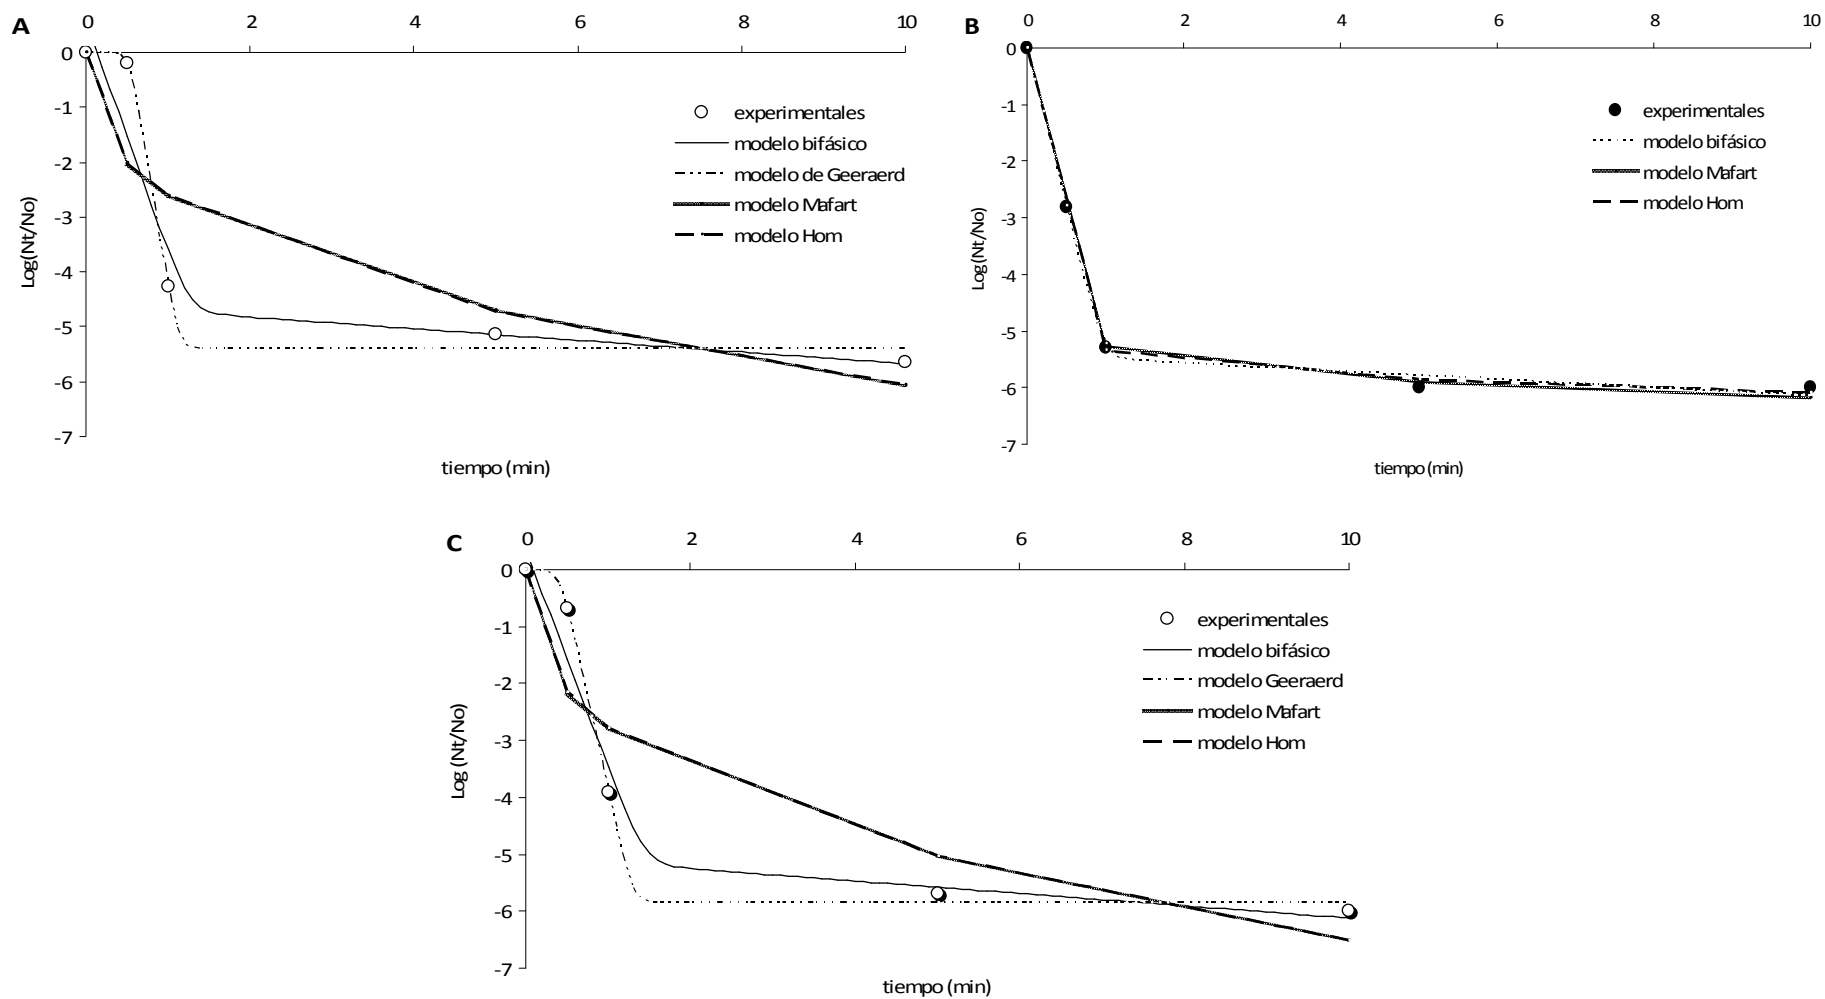 A
0 2 4 6 8 10
0
-1
-2
-3
-4
-5
-6
-7
Log(Nt/No)
experimentales
modelo bifásico
modelo de Geeraerd
modelo Mafart
modelo Hom
tiempo (min)
B
0 2 4 6 8 10
0
-1
-2
-3
-4
-5
-6
-7
Log(Nt/No)
experimentales
modelo bifásico
modelo Mafart
modelo Hom
tiempo (min)
C
0 2 4 6 8 10
0
-1
-2
-3
-4
-5
-6
-7
Log (Nt/No)
experimentales
modelo bifásico
modelo Geeraerd
modelo Mafart
modelo Hom
tiempo (min)